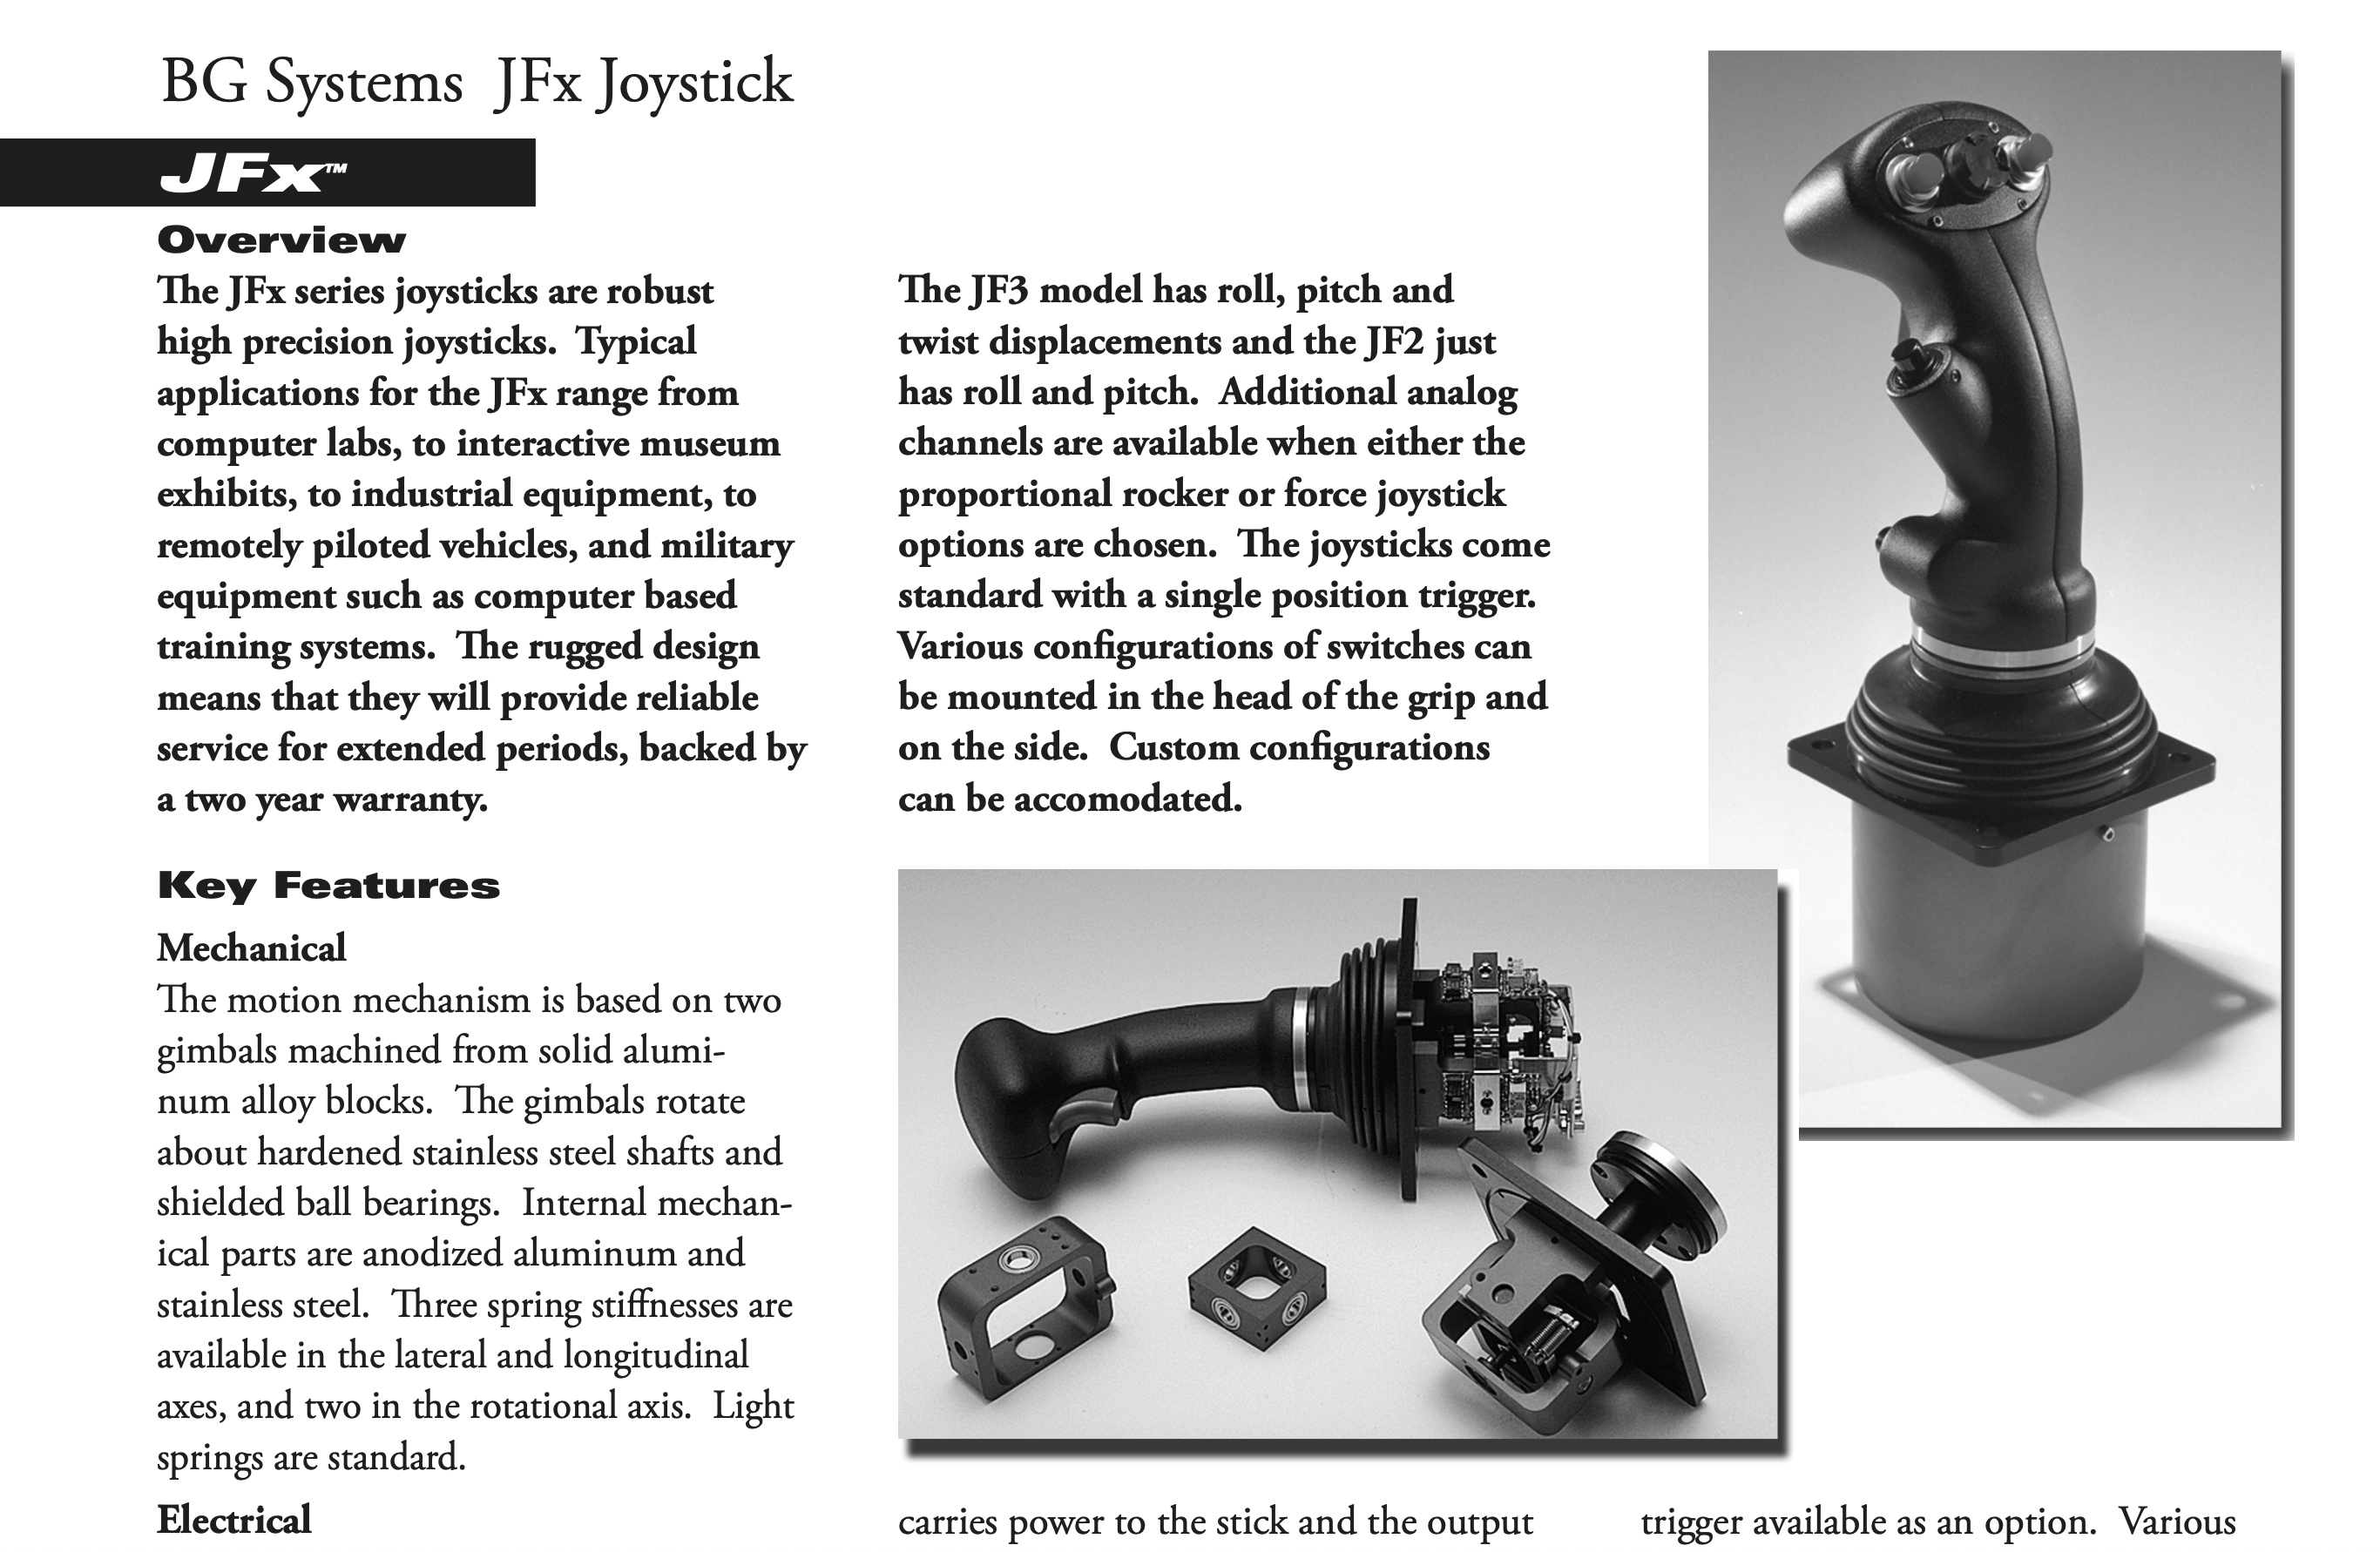 BG Systems  JFx Joystick
JFx™
Overview
The JFx series joysticks are robust
high precision joysticks.  Typical
applications for the JFx range from
computer labs, to interactive museum
exhibits, to industrial equipment, to
remotely piloted vehicles, and military
equipment such as computer based
training systems.  The rugged design
means that they will provide reliable
service for extended periods, backed by
a two year warranty.
The JF3 model has roll, pitch and
twist displacements and the JF2 just
has roll and pitch.  Additional analog
channels are available when either the
proportional rocker or force joystick
options are chosen.  The joysticks come
standard with a single position trigger.
Various configurations of switches can
be mounted in the head of the grip and
on the side.  Custom configurations
can be accomodated.
Key Features
Mechanical
The motion mechanism is based on two
gimbals machined from solid alumi-
num alloy blocks.  The gimbals rotate
about hardened stainless steel shafts and
shielded ball bearings.  Internal mechan-
ical parts are anodized aluminum and
stainless steel.  Three spring stiffnesses are
available in the lateral and longitudinal
axes, and two in the rotational axis.  Light
springs are standard.
Electrical
carries power to the stick and the output
trigger available as an option.  Various